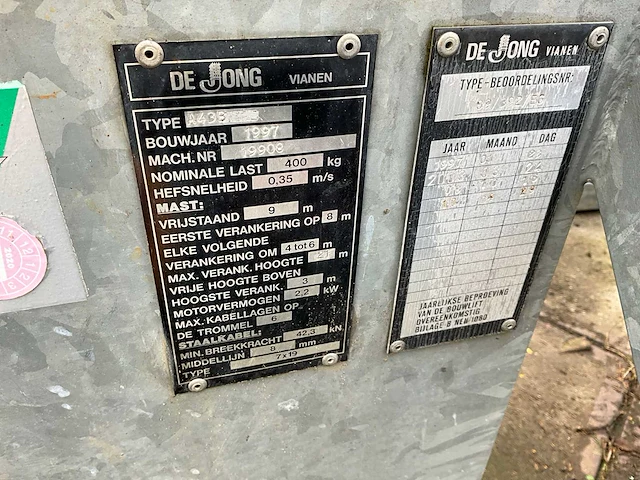 DE JONG VIANEN
TYPE
BOUWJAAR 1997
MACH. NR 19908
NOMINALE LAST 400 kg
HEFSNELHEID 0,35 m/s
MAST:
VRIJSTAAND 9 m
EERSTE VERANKERING OP 8 m
ELKE VOLGENDE
VERANKERING OM 4 tot 6 m
MAX. VERANK. HOOGTE m
VRIJE HOOGTE BOVEN
HOOGSTE VERANK. 3 m
MOTORVERMOGEN 2,2 kW
MAX. KABELLAGEN OP
DE TROMMEL 6
STAALKABEL:
MIN. BREEKKRACHT 42,3 kN.
MIDDELLIJN 8 mm
TYPE 7x19
DE JONG VIANEN
TYPE-BEOORDELINGSNR:
JAAR MAAND DAG
JAARLIJKSE BEPROEVING
VAN DE BOUWLIFT
OVEREENKOMSTIG
BIJLAGE B NEN 1080
2020